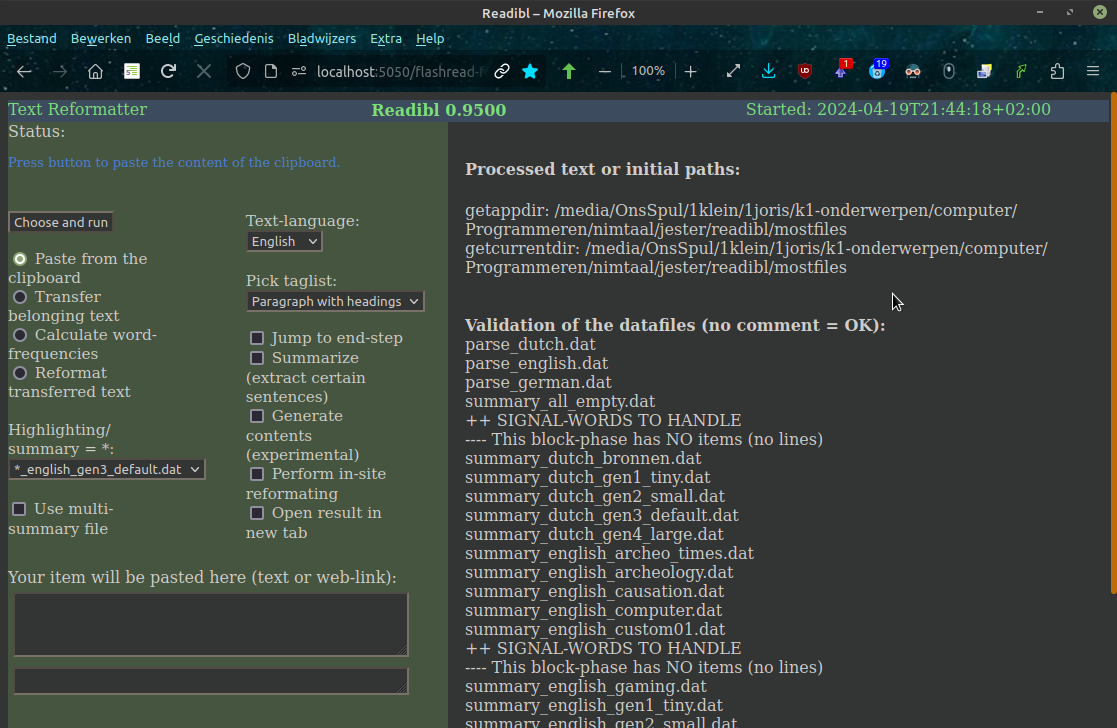 Readibl – Mozilla Firefox
Bestand Bewerken Beeld Geschiedenis Bladwijzers Extra Help
localhost:5050/flashread-
100%
1
19
Text Reformatter
Readibl 0.9500
Started: 2024-04-19T21:44:18+02:00
Status:
Press button to paste the content of the clipboard.
Choose and run
Paste from the
clipboard
Transfer
belonging text
Calculate word-
frequencies
Reformat
transferred text
Highlighting/
summary = *:
*_english_gen3_default.dat
Use multi-
summary file
Text-language:
English
Pick taglist:
Paragraph with headings
Jump to end-step
Summarize
(extract certain
sentences)
Generate
contents
(experimental)
Perform in-site
reformating
Open result in
new tab
Your item will be pasted here (text or web-link):
Processed text or initial paths:
getappdir: /media/OnsSpul/1klein/1joris/k1-onderwerpen/computer/
Programmeren/nimtaal/jester/readibl/mostfiles
getcurrentdir: /media/OnsSpul/1klein/1joris/k1-onderwerpen/computer/
Programmeren/nimtaal/jester/readibl/mostfiles
Validation of the datafiles (no comment = OK):
parse_dutch.dat
parse_english.dat
parse_german.dat
summary_all_empty.dat
++ SIGNAL-WORDS TO HANDLE
---- This block-phase has NO items (no lines)
summary_dutch_bronnen.dat
summary_dutch_gen1_tiny.dat
summary_dutch_gen2_small.dat
summary_dutch_gen3_default.dat
summary_dutch_gen4_large.dat
summary_english_archeo_times.dat
summary_english_archeology.dat
summary_english_causation.dat
summary_english_computer.dat
summary_english_custom01.dat
++ SIGNAL-WORDS TO HANDLE
---- This block-phase has NO items (no lines)
summary_english_gaming.dat
summary_english_gen1_tiny.dat
summary_english_gen2_small.dat